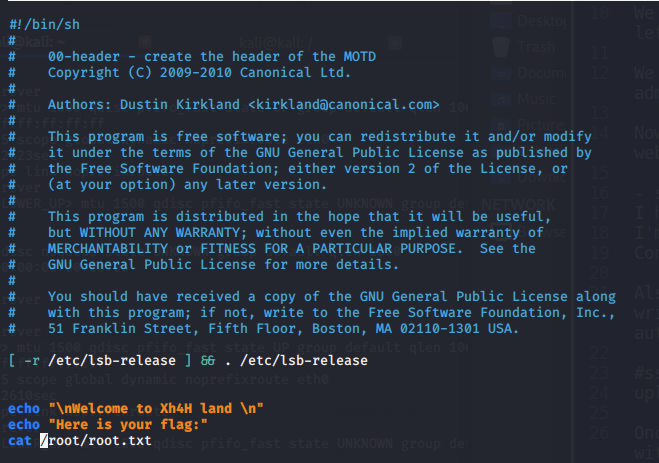 #!/bin/sh
#
#    00-header - create the header of the MOTD
#    Copyright (C) 2009-2010 Canonical Ltd.
#
#    Authors: Dustin Kirkland <kirkland@canonical.com>
#
#    This program is free software; you can redistribute it and/or modify
#    it under the terms of the GNU General Public License as published by
#    the Free Software Foundation; either version 2 of the License, or
#    (at your option) any later version.
#
#    This program is distributed in the hope that it will be useful,
#    but WITHOUT ANY WARRANTY; without even the implied warranty of
#    MERCHANTABILITY or FITNESS FOR A PARTICULAR PURPOSE.  See the
#    GNU General Public License for more details.
#
#    You should have received a copy of the GNU General Public License along
#    with this program; if not, write to the Free Software Foundation, Inc.,
#    51 Franklin Street, Fifth Floor, Boston, MA 02110-1301 USA.

[ -r /etc/lsb-release ] && . /etc/lsb-release

echo "\nWelcome to Xh4H land \n"
echo "Here is your flag:"
cat /root/root.txt